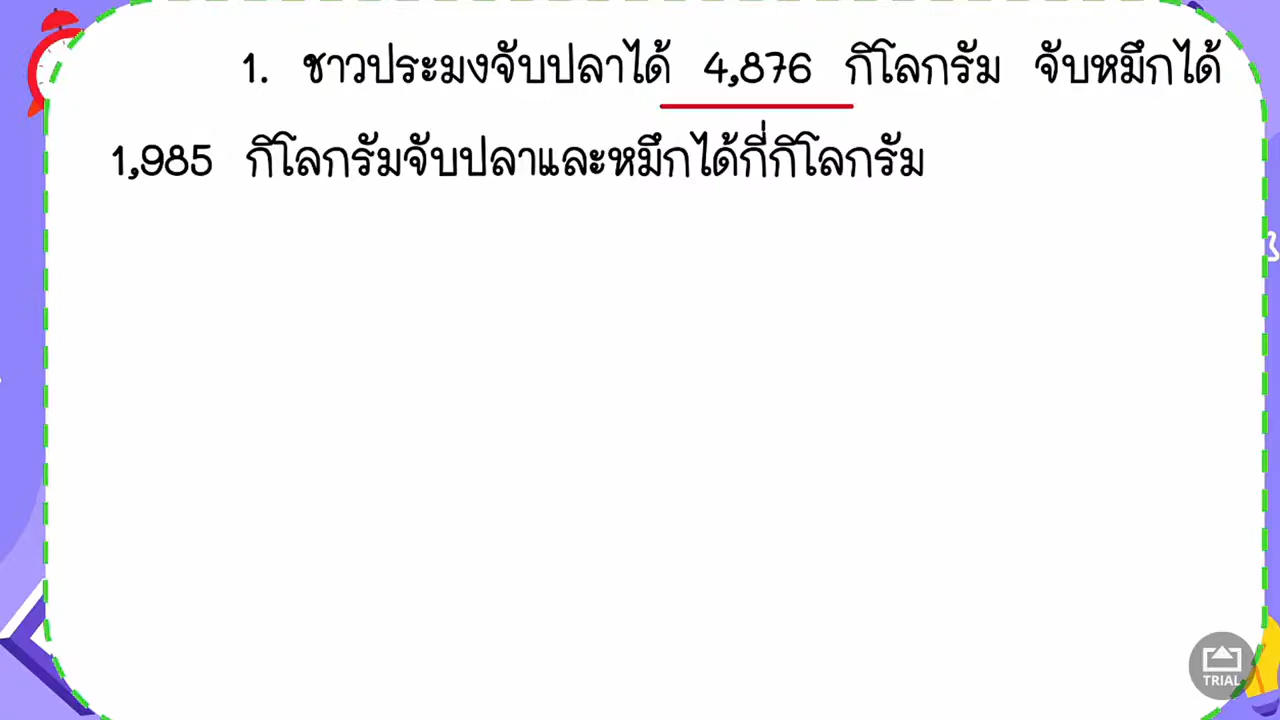 1. ชาวประมงจับปลาได้ 4,876 กิโลกรัม จับหมึกได้
1,985 กิโลกรัมจับปลาและหมึกได้กี่กิโลกรัม
TRIAL